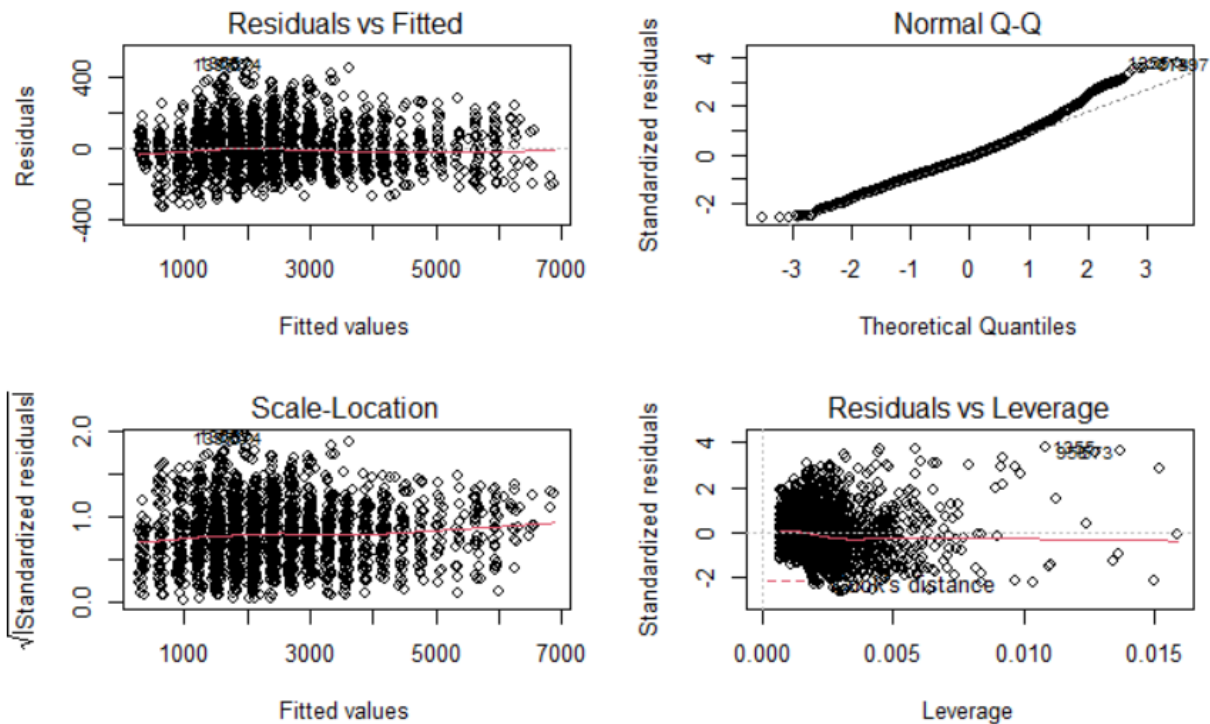 Residuals vs Fitted
Residuals
400
0
-400
1000
3000
5000
7000
Fitted values
Normal Q-Q
Standardized residuals
4
2
0
-2
-3
-2
-1
0
1
2
3
Theoretical Quantiles
Scale-Location
√|Standardized residuals|
2.0
1.0
0.0
1000
3000
5000
7000
Fitted values
Residuals vs Leverage
Standardized residuals
4
2
0
-2
1355
Cook's distance
0.000
0.005
0.010
0.015
Leverage